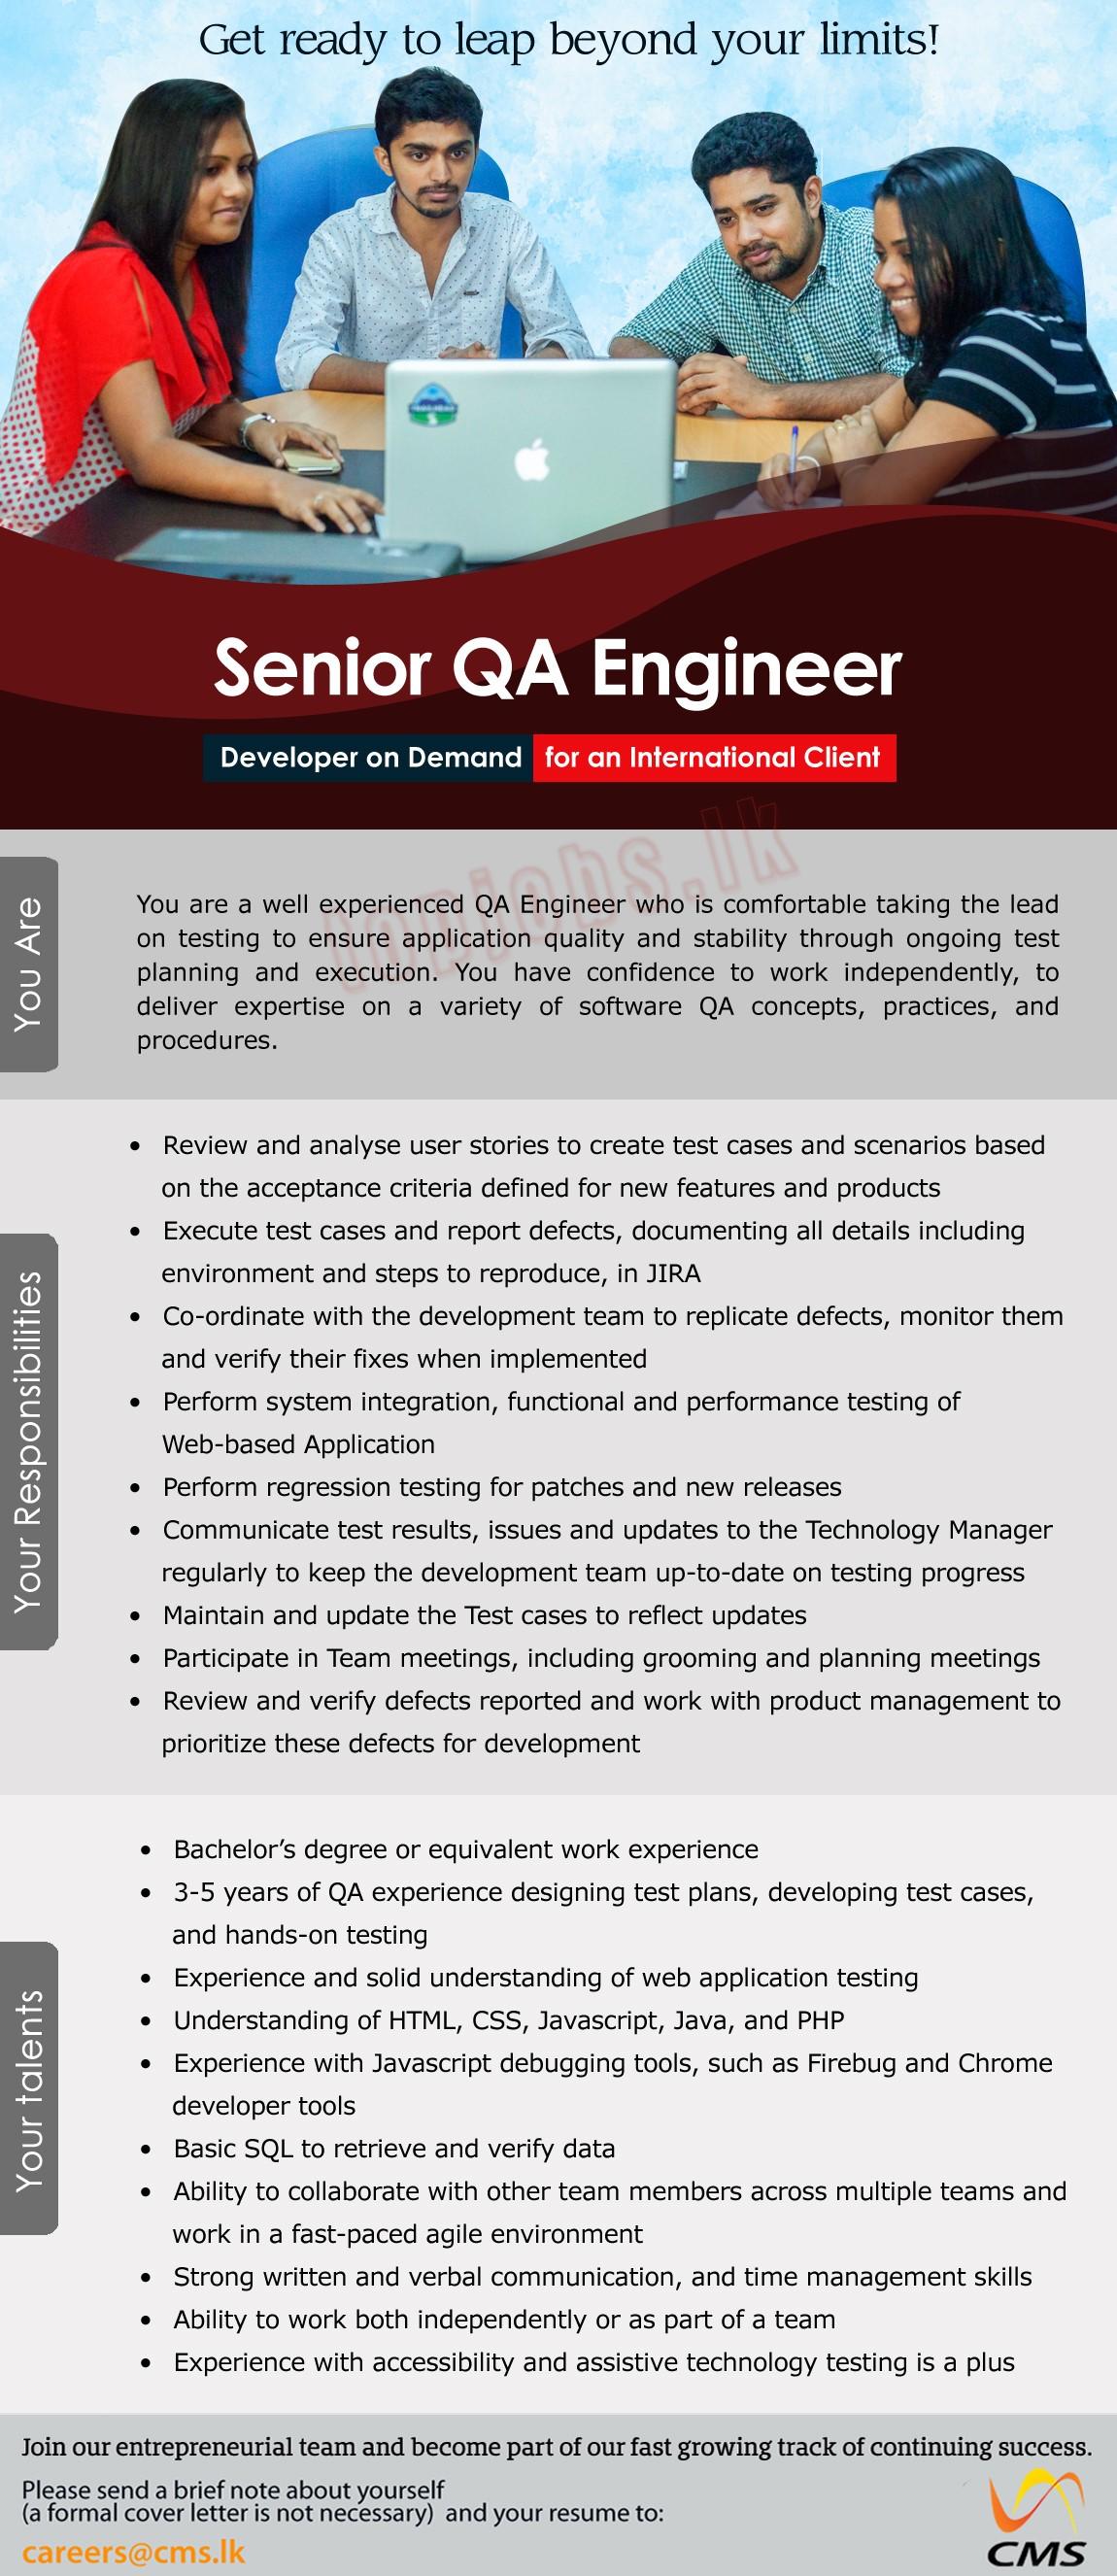 Get ready to leap beyond your limits!
Senior QA Engineer
Developer on Demand for an International Client
topjobs.lk
You Are
You are a well experienced QA Engineer who is comfortable taking the lead
on testing to ensure application quality and stability through ongoing test
planning and execution. You have confidence to work independently, to
deliver expertise on a variety of software QA concepts, practices, and
procedures.
Your Responsibilities
• Review and analyse user stories to create test cases and scenarios based
on the acceptance criteria defined for new features and products
• Execute test cases and report defects, documenting all details including
environment and steps to reproduce, in JIRA
• Co-ordinate with the development team to replicate defects, monitor them
and verify their fixes when implemented
• Perform system integration, functional and performance testing of
Web-based Application
• Perform regression testing for patches and new releases
• Communicate test results, issues and updates to the Technology Manager
regularly to keep the development team up-to-date on testing progress
• Maintain and update the Test cases to reflect updates
• Participate in Team meetings, including grooming and planning meetings
• Review and verify defects reported and work with product management to
prioritize these defects for development
Your talents
• Bachelor’s degree or equivalent work experience
• 3-5 years of QA experience designing test plans, developing test cases,
and hands-on testing
• Experience and solid understanding of web application testing
• Understanding of HTML, CSS, Javascript, Java, and PHP
• Experience with Javascript debugging tools, such as Firebug and Chrome
developer tools
• Basic SQL to retrieve and verify data
• Ability to collaborate with other team members across multiple teams and
work in a fast-paced agile environment
• Strong written and verbal communication, and time management skills
• Ability to work both independently or as part of a team
• Experience with accessibility and assistive technology testing is a plus
Join our entrepreneurial team and become part of our fast growing track of continuing success.
Please send a brief note about yourself
(a formal cover letter is not necessary) and your resume to:
careers@cms.lk
CMS